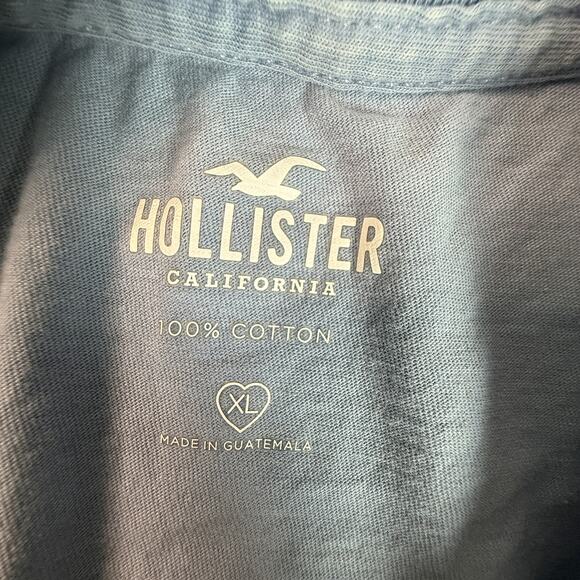 HOLLISTER
CALIFORNIA
100% COTTON
XL
MADE IN GUATEMALA